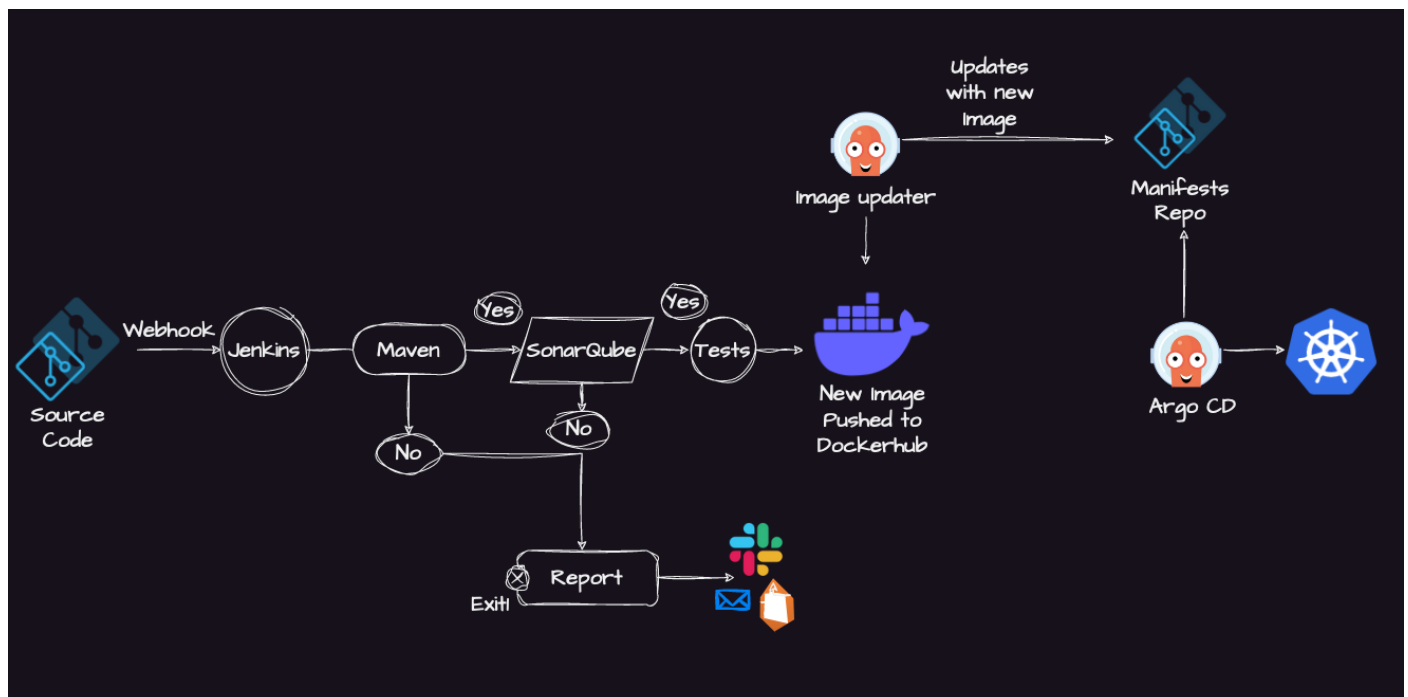 Updates
with new
Image
Image updater
Manifests
Repo
Webhook
Yes
Yes
Jenkins
Maven
SonarQube
Tests
Source
Code
New Image
Pushed to
Dockerhub
Argo CD
No
No
Report
Exit!